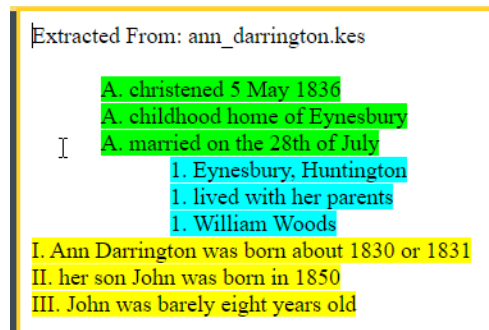 Extracted From: ann_darrington.kes
A. christened 5 May 1836
A. childhood home of Eynesbury
A. married on the 28th of July
1. Eynesbury, Huntington
1. lived with her parents
1. William Woods
I. Ann Darrington was born about 1830 or 1831
II. her son John was born in 1850
III. John was barely eight years old